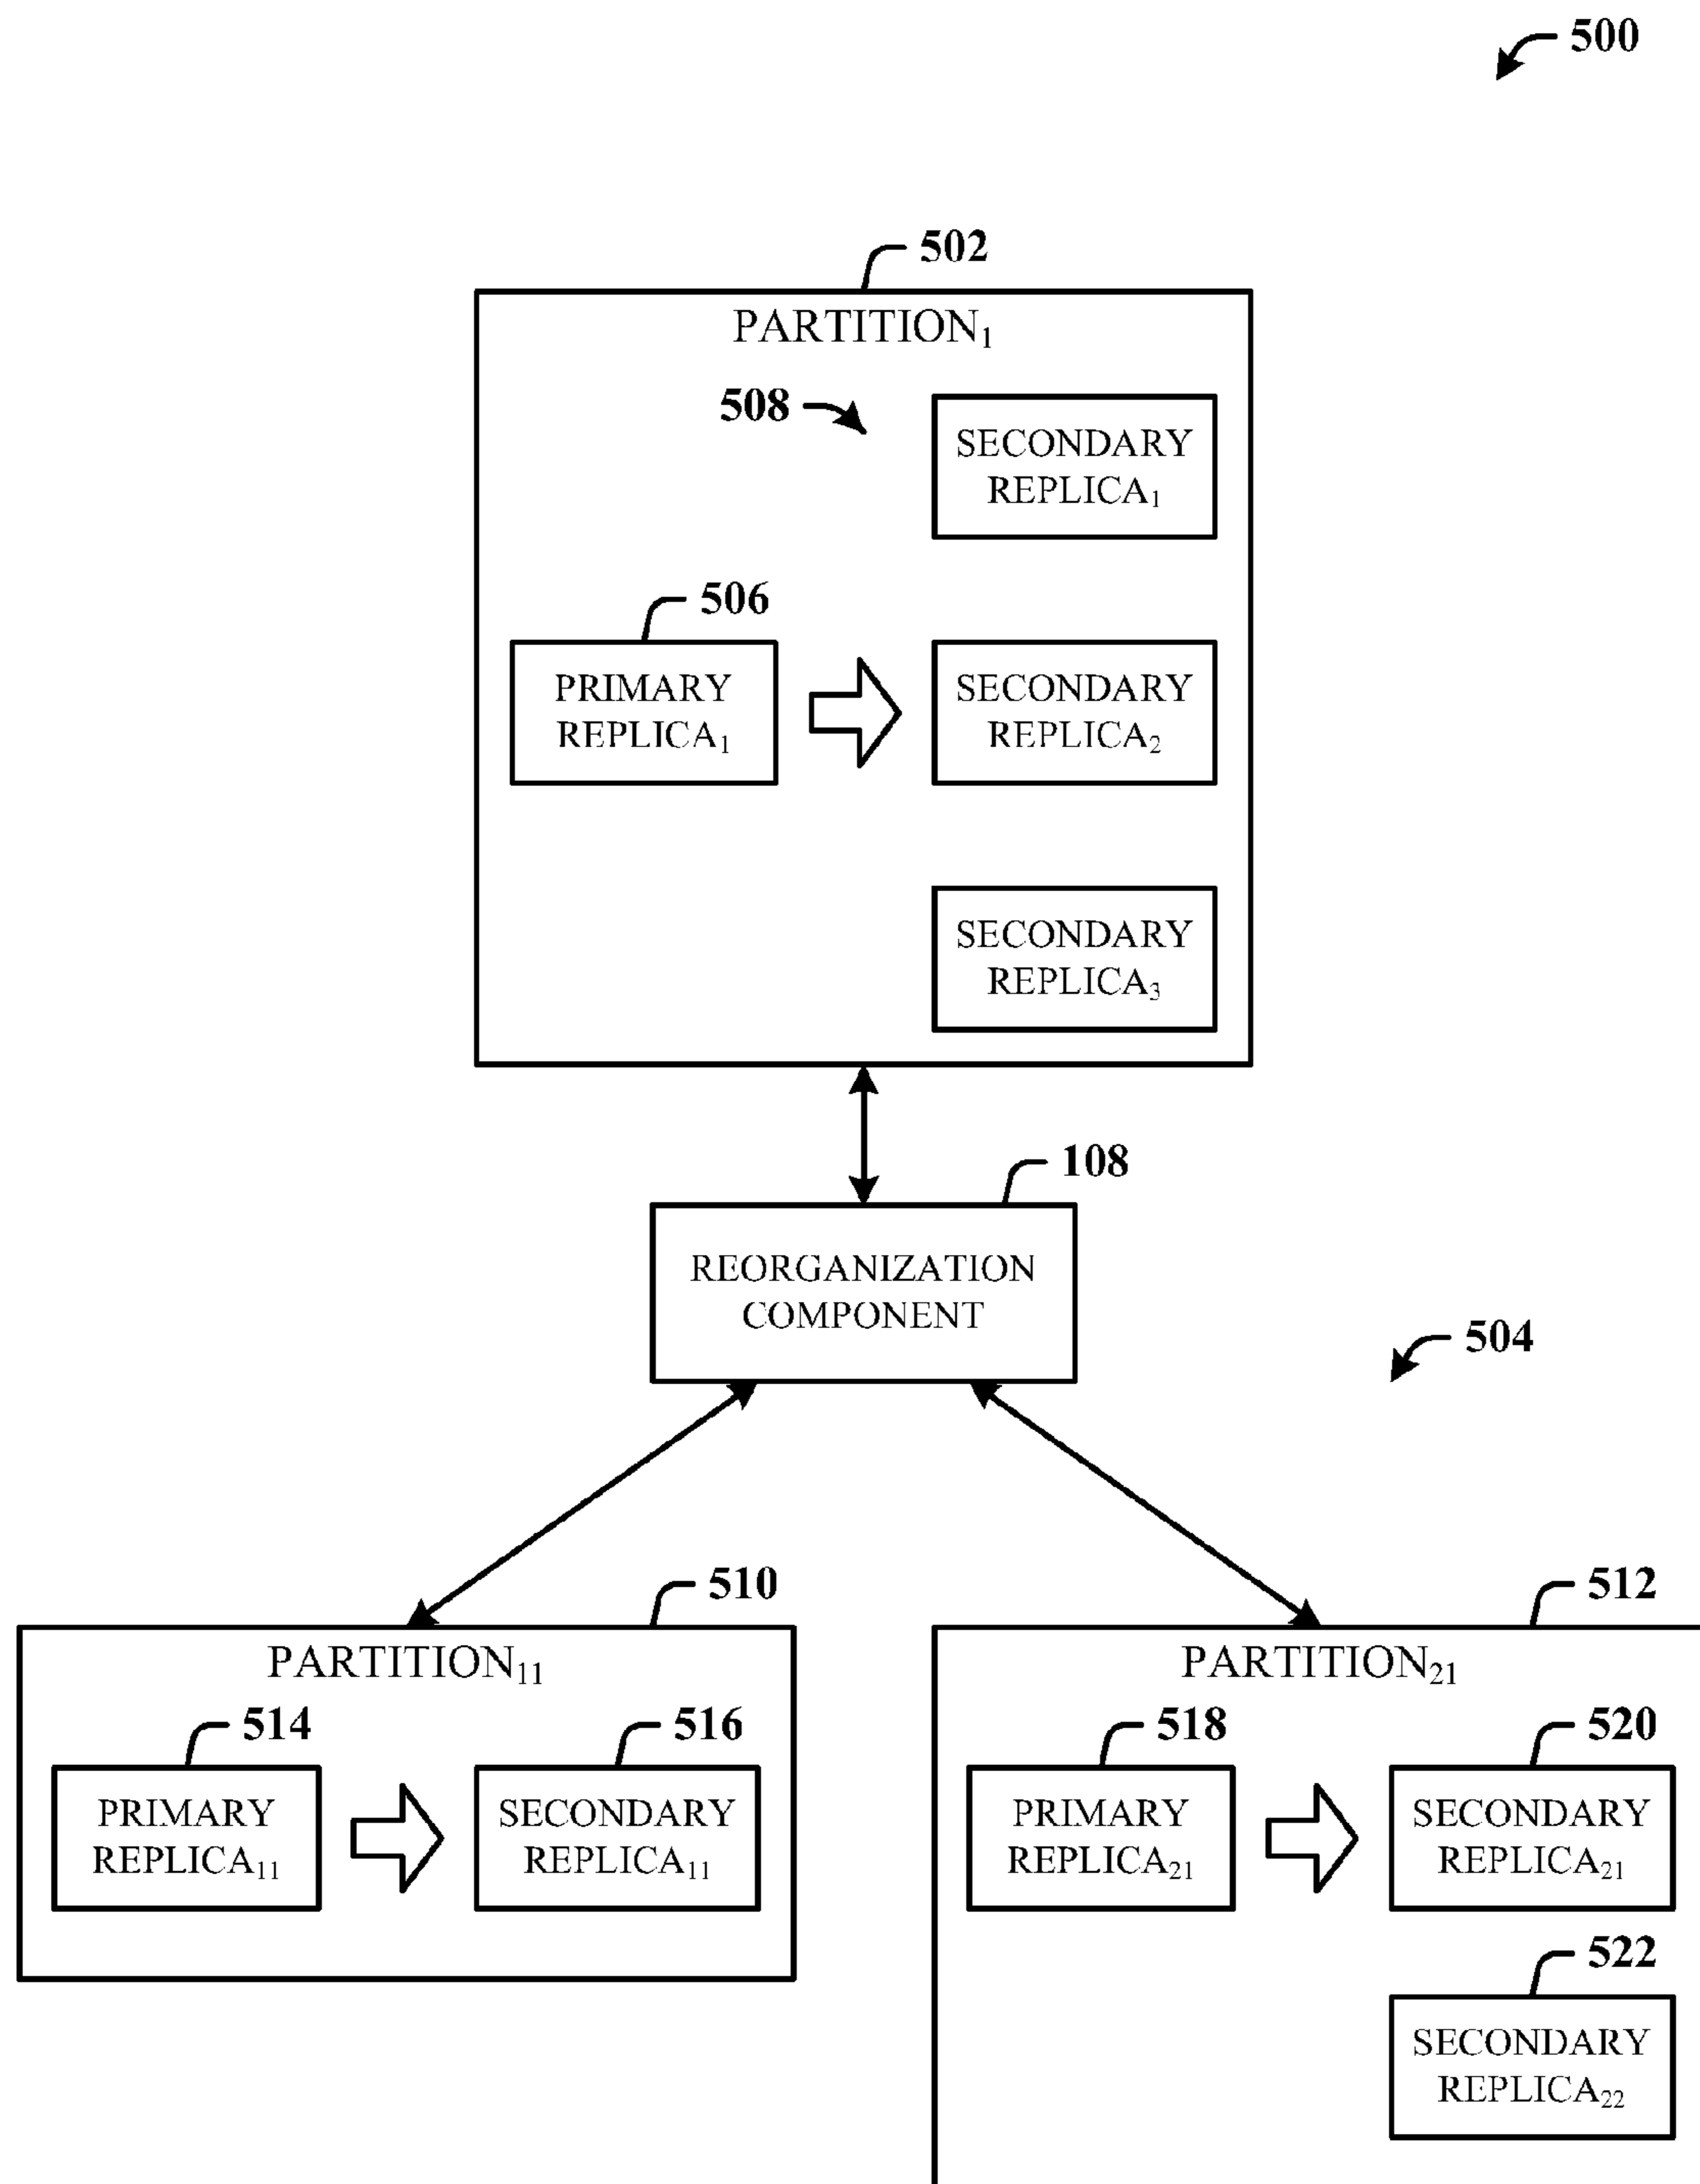 500
502
PARTITION₁
508
SECONDARY
REPLICA₁
506
PRIMARY
REPLICA₁
SECONDARY
REPLICA₂
SECONDARY
REPLICA₃
108
REORGANIZATION
COMPONENT
504
510
PARTITION₁₁
514
516
PRIMARY
REPLICA₁₁
SECONDARY
REPLICA₁₁
512
PARTITION₂₁
518
520
PRIMARY
REPLICA₂₁
SECONDARY
REPLICA₂₁
522
SECONDARY
REPLICA₂₂